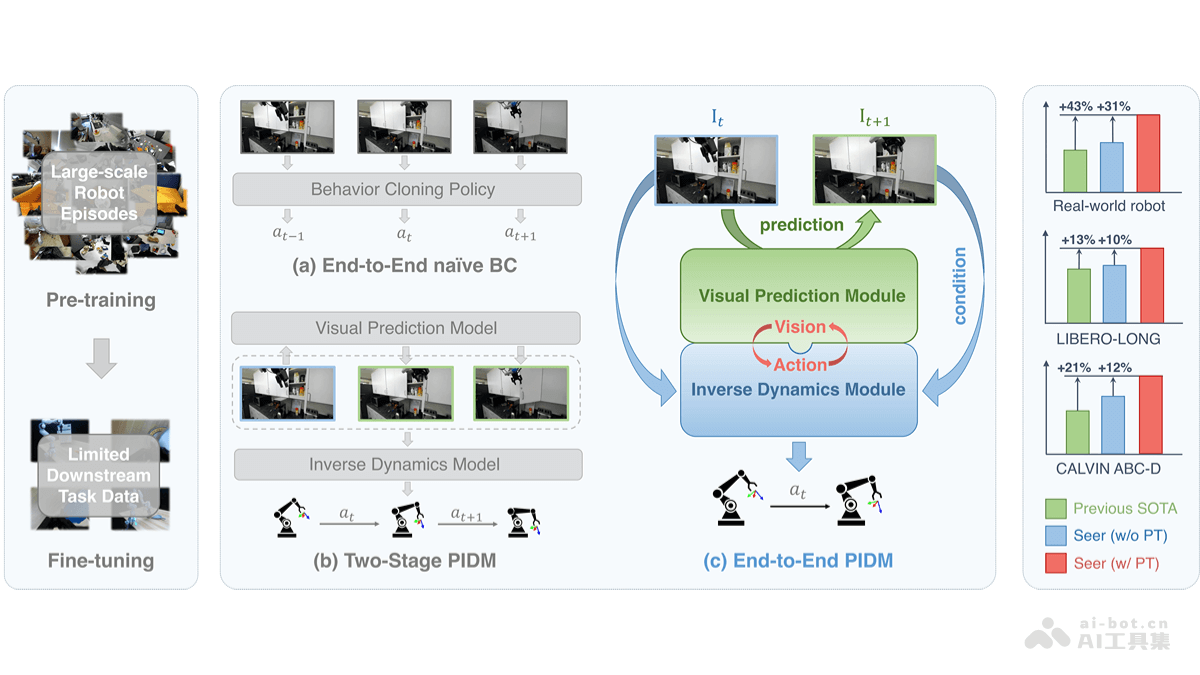 Large-scale
Robot
Episodes
Pre-training
Limited
Downstream
Task Data
Fine-tuning
Behavior Cloning Policy
a_{t−1} a_t a_{t+1}
(a) End-to-End naïve BC
Visual Prediction Model
Inverse Dynamics Model
a_t a_{t+1}
(b) Two-Stage PIDM
I_t I_{t+1}
prediction
Visual Prediction Module
Vision
Action
Inverse Dynamics Module
condition
a_t
(c) End-to-End PIDM
+43% +31%
Real-world robot
+13% +10%
LIBERO-LONG
+21% +12%
CALVIN ABC-D
Previous SOTA
Seer (w/o PT)
Seer (w/ PT)
ai-bot.cn
AI工具集